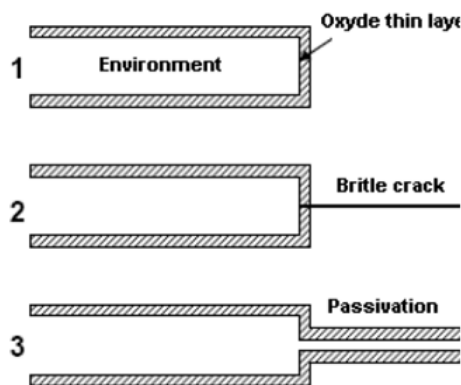 Oxyde thin laye
1
Environment
2
Britle crack
Passivation
3